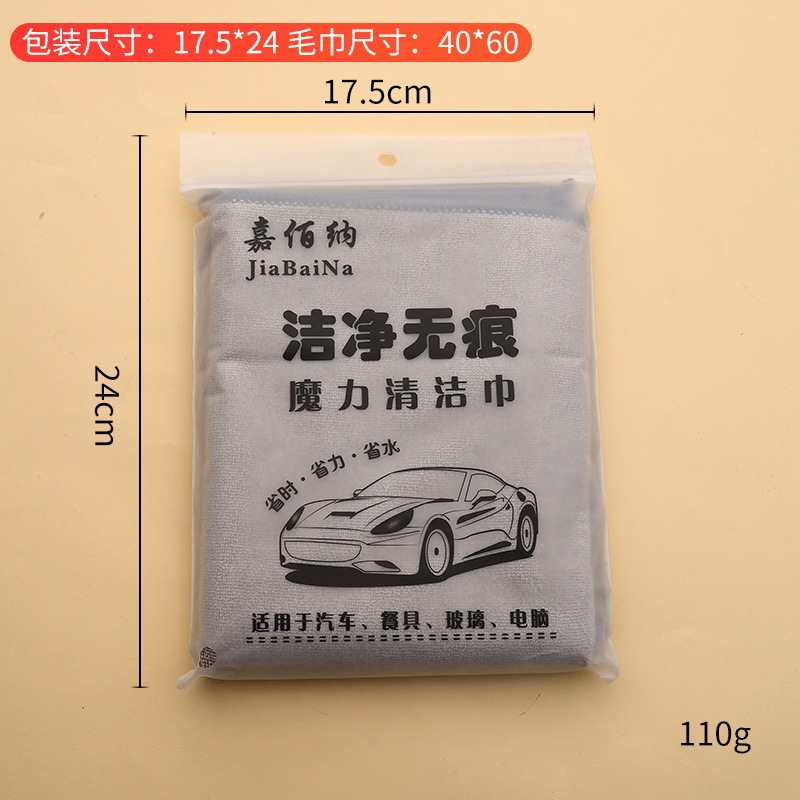 包装尺寸：17.5*24 毛巾尺寸：40*60
17.5cm
24cm
嘉佰纳
JiaBaiNa
洁净无痕
魔力清洁巾
省时·省力·省水
适用于汽车、餐具、玻璃、电脑
110g